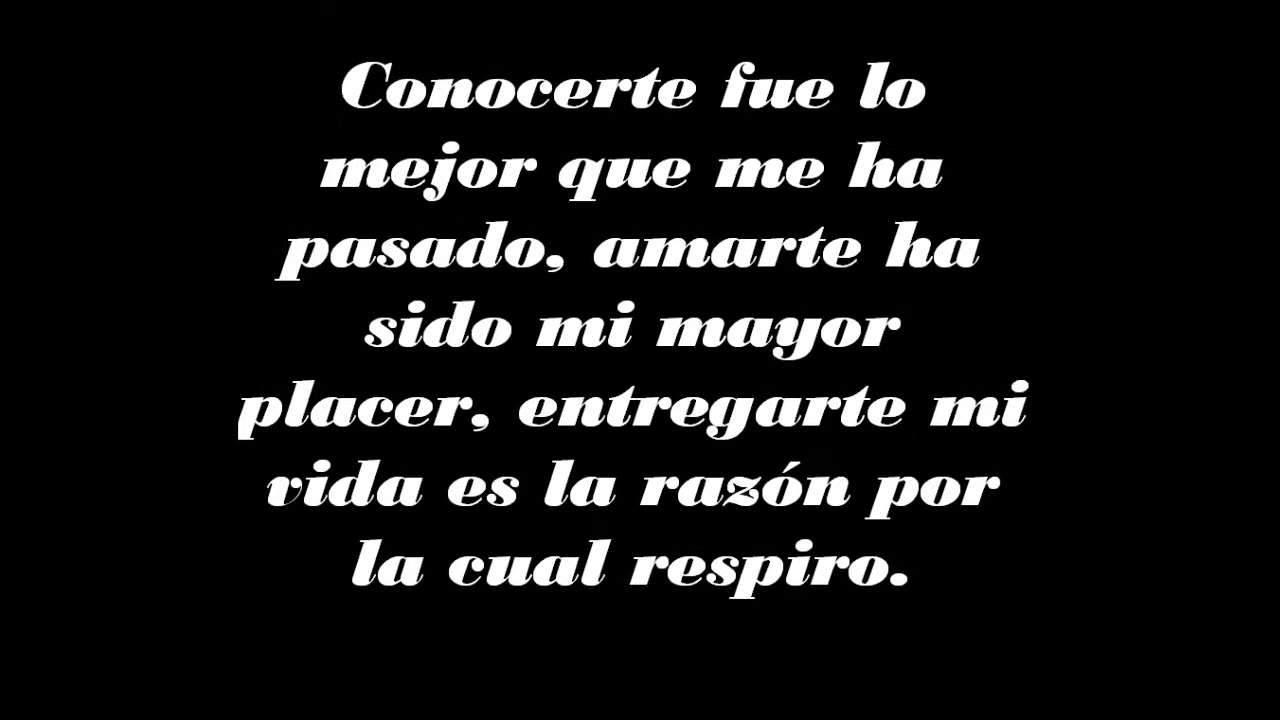 Conocerte fue lo
mejor que me ha
pasado, amarte ha
sido mi mayor
placer, entregarte mi
vida es la razón por
la cual respiro.